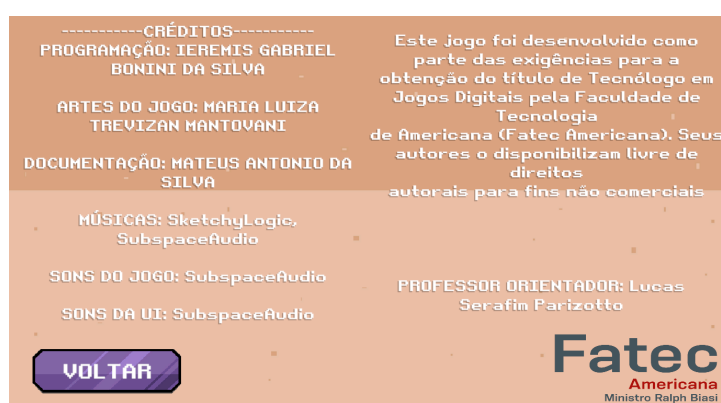 -----------CRÉDITOS-----------
PROGRAMAÇÃO: IEREMIS GABRIEL
BONINI DA SILVA
ARTES DO JOGO: MARIA LUIZA
TREVIZAN MANTOVANI
DOCUMENTAÇÃO: MATEUS ANTONIO DA
SILVA
MÚSICAS: SketchyLogic,
SubspaceAudio
SONS DO JOGO: SubspaceAudio
SONS DA UI: SubspaceAudio
VOLTAR
Este jogo foi desenvolvido como
parte das exigências para a
obtenção do título de Tecnólogo em
Jogos Digitais pela Faculdade de
Tecnologia
de Americana (Fatec Americana). Seus
autores o disponibilizam livre de
direitos
autorais para fins não comerciais
PROFESSOR ORIENTADOR: Lucas
Serafim Parizotto
Fatec
Americana
Ministro Ralph Biasi